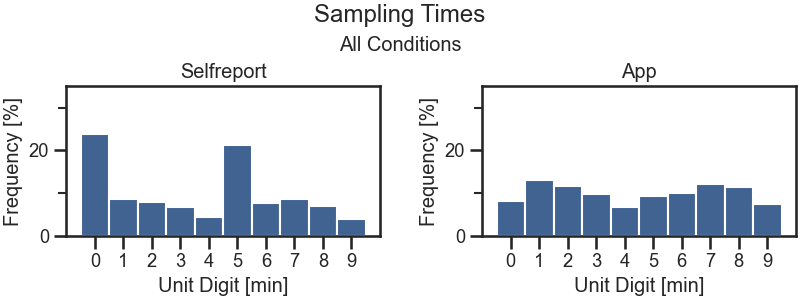 Sampling Times
All Conditions
Selfreport
Frequency [%]
20
0
0 1 2 3 4 5 6 7 8 9
Unit Digit [min]
App
Frequency [%]
20
0
0 1 2 3 4 5 6 7 8 9
Unit Digit [min]